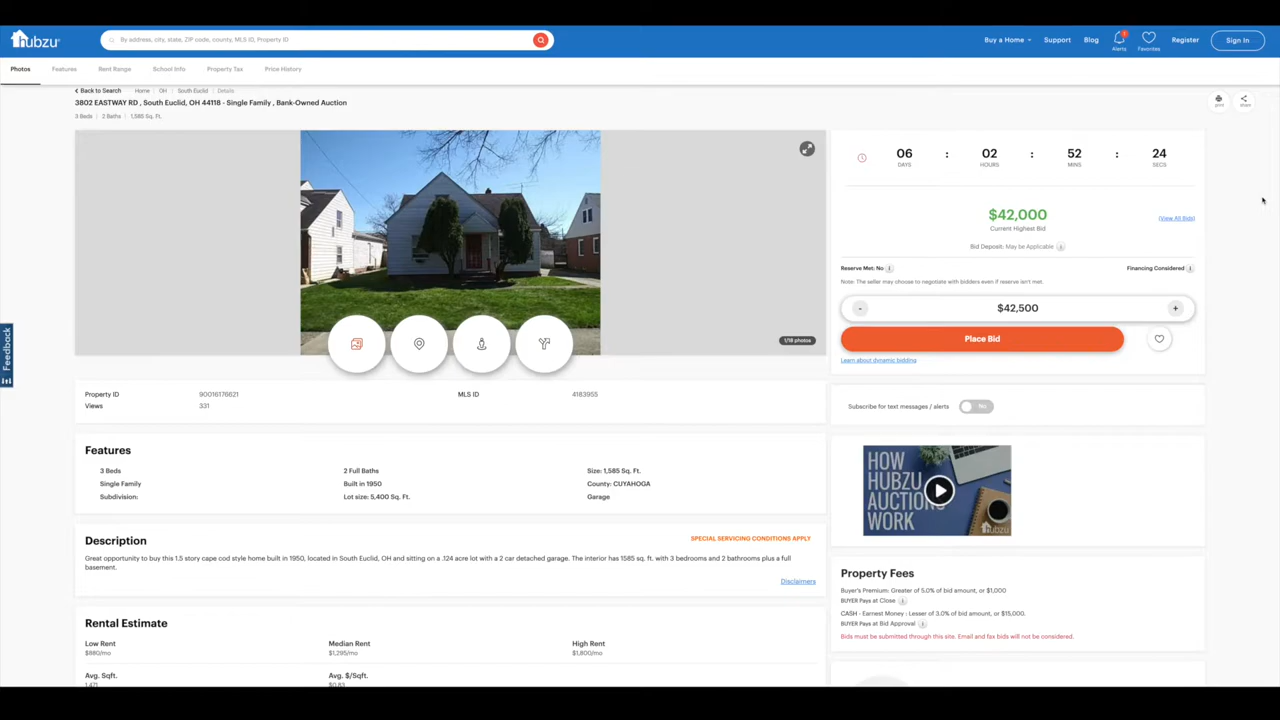 hubzu
By address, city, state, ZIP code, county, MLS ID, Property ID
Buy a Home
Support
Blog
Alerts
Favorites
Register
Sign In
Photos
Features
Rent Range
School Info
Property Tax
Price History
Back to Search
Home
OH
South Euclid
Details
3802 EASTWAY RD , South Euclid, OH 44118 - Single Family , Bank-Owned Auction
3 Beds | 2 Baths | 1,585 Sq. Ft.
print
share
06 : 02 : 52 : 24
DAYS HOURS MINS SECS
$42,000
(View All Bids)
Current Highest Bid
Bid Deposit: May be Applicable
Reserve Met: No
Financing Considered
Note: The seller may choose to negotiate with bidders even if reserve isn't met.
- $42,500 +
Place Bid
Learn about dynamic bidding
1/18 photos
Feedback
Property ID 90016176621 MLS ID 4183955
Views 331
Subscribe for text messages / alerts No
Features
3 Beds 2 Full Baths Size: 1,585 Sq. Ft.
Single Family Built in 1950 County: CUYAHOGA
Subdivision: Lot size: 5,400 Sq. Ft. Garage
HOW
HUBZU
AUCTIONS
WORK
hubzu
Description
SPECIAL SERVICING CONDITIONS APPLY
Great opportunity to buy this 1.5 story cape cod style home built in 1950, located in South Euclid, OH and sitting on a .124 acre lot with a 2 car detached garage. The interior has 1585 sq. ft. with 3 bedrooms and 2 bathrooms plus a full
basement.
Disclaimers
Property Fees
Buyer's Premium: Greater of 5.0% of bid amount, or $1,000
BUYER Pays at Close
CASH - Earnest Money : Lesser of 3.0% of bid amount, or $15,000.
BUYER Pays at Bid Approval
Bids must be submitted through this site. Email and fax bids will not be considered.
Rental Estimate
Low Rent Median Rent High Rent
$980/mo $1,295/mo $1,800/mo
Avg. Sqft. Avg. $/Sqft.
1,471 $0.83